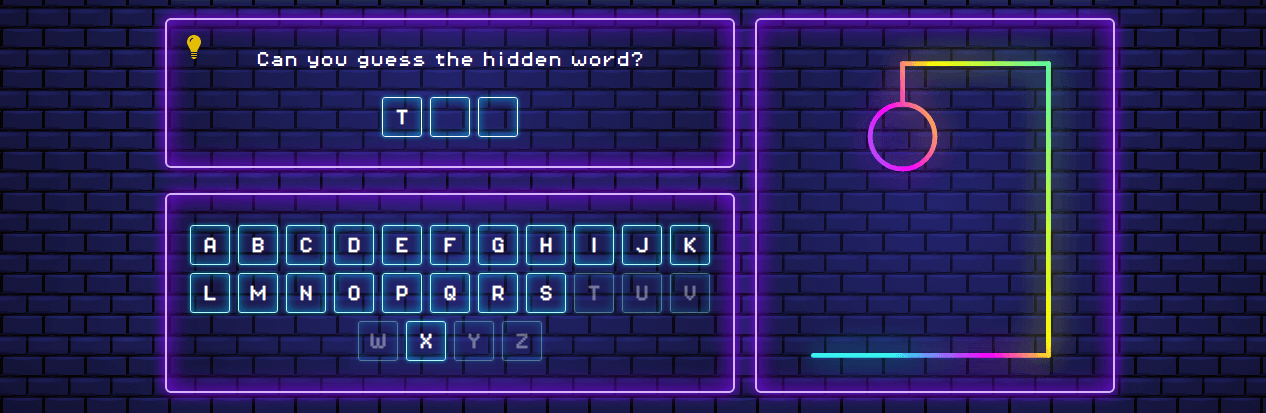 Can you guess the hidden word?
T
A B C D E F G H I J K
L M N O P Q R S T U V
W X Y Z